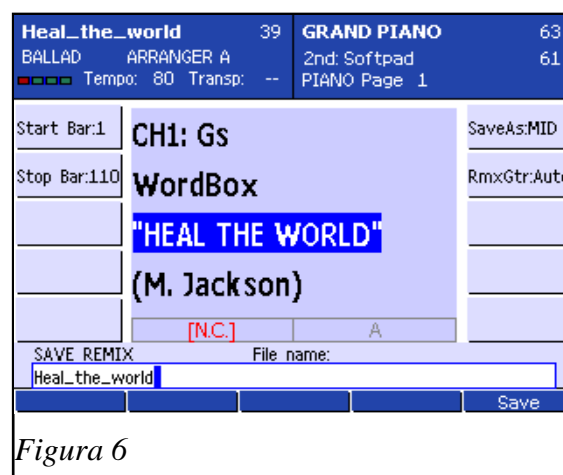 Heal_the_world 39 GRAND PIANO 63
BALLAD ARRANGER A 2nd: Softpad 61
Tempo: 80 Transp: -- PIANO Page 1
Start Bar:1 CH1: Gs SaveAs:MID
Stop Bar:110 WordBox RmxGtr:Auto
"HEAL THE WORLD"
(M. Jackson)
[N.C.] A
SAVE REMIX File name:
Heal_the_world
Save
Figura 6